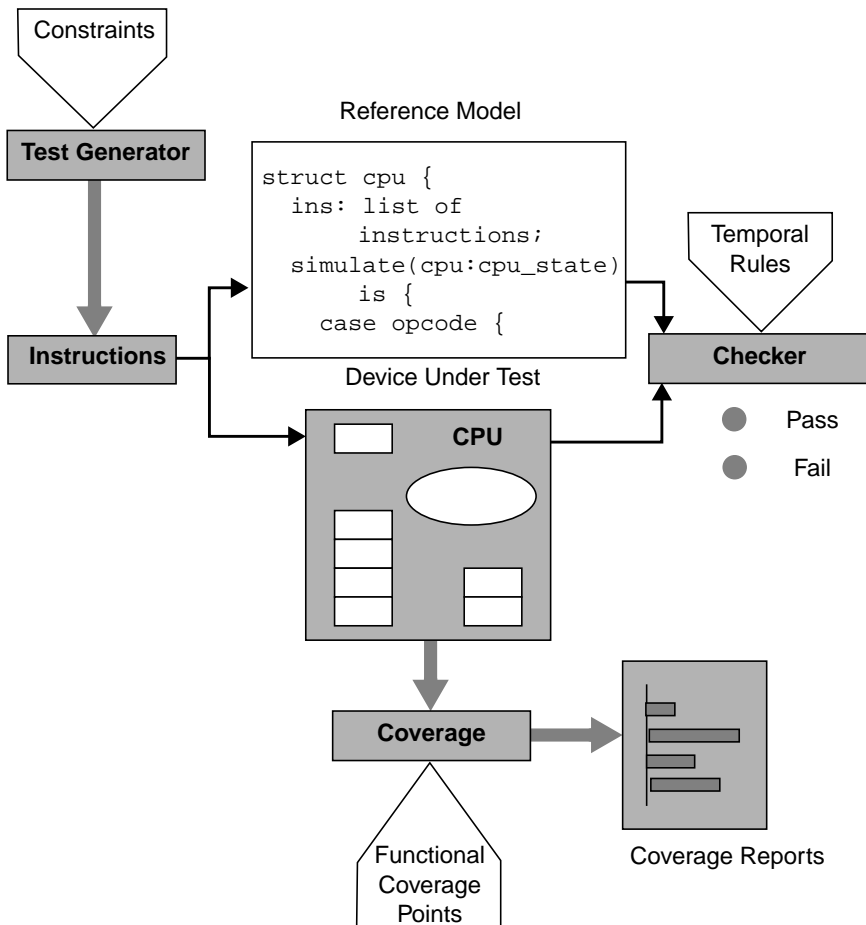 Constraints
Test Generator
Instructions
Reference Model
struct cpu {
  ins: list of
       instructions;
  simulate(cpu:cpu_state)
       is {
    case opcode {
Temporal
Rules
Checker
Pass
Fail
Device Under Test
CPU
Coverage
Functional
Coverage
Points
Coverage Reports